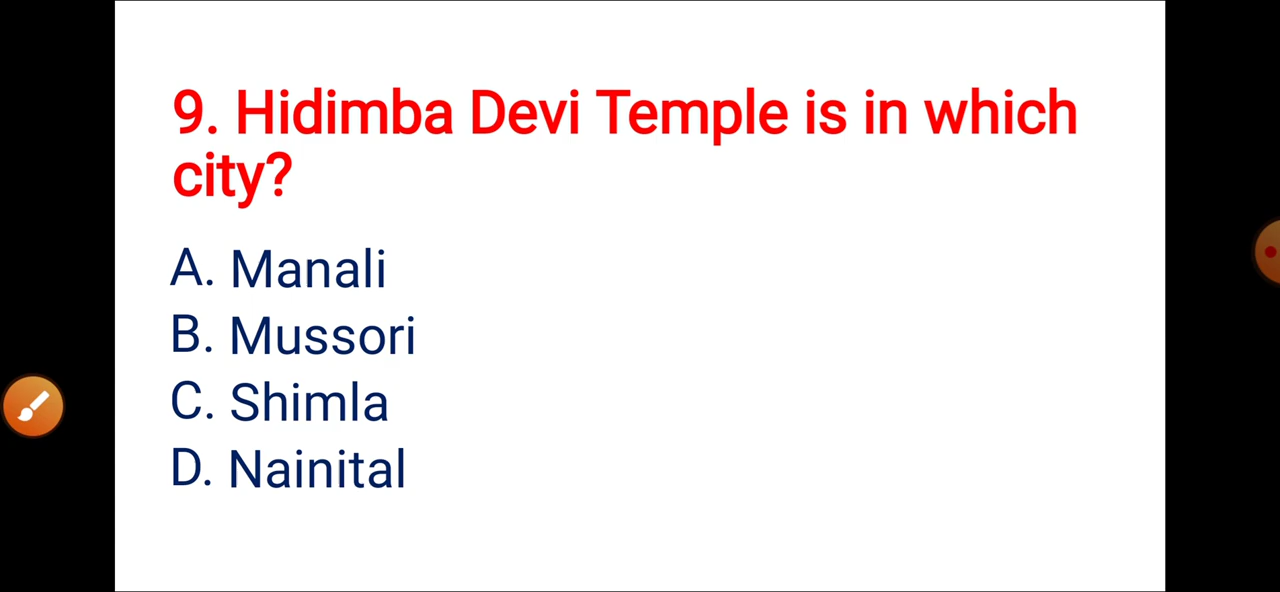 9. Hidimba Devi Temple is in which
city?
A. Manali
B. Mussori
C. Shimla
D. Nainital